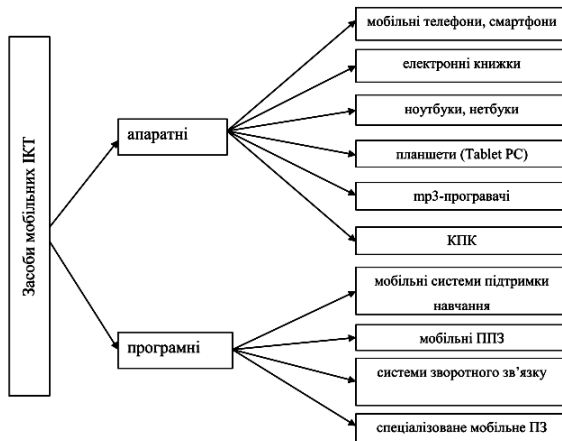 Засоби мобільних ІКТ
апаратні
мобільні телефони, смартфони
електронні книжки
ноутбуки, нетбуки
планшети (Tablet PC)
mp3-програвачі
КПК
програмні
мобільні системи підтримки
навчання
мобільні ППЗ
системи зворотного зв’язку
спеціалізоване мобільне ПЗ